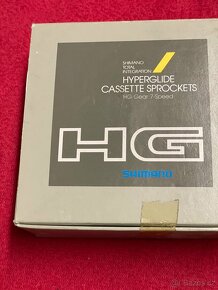 SHIMANO
TOTAL
INTEGRATION
HYPERGLIDE
CASSETTE SPROCKETS
HG Gear 7-Speed
HG
SHIMANO